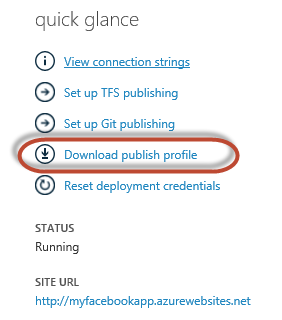 quick glance
View connection strings
Set up TFS publishing
Set up Git publishing
Download publish profile
Reset deployment credentials
STATUS
Running
SITE URL
http://myfacebookapp.azurewebsites.net